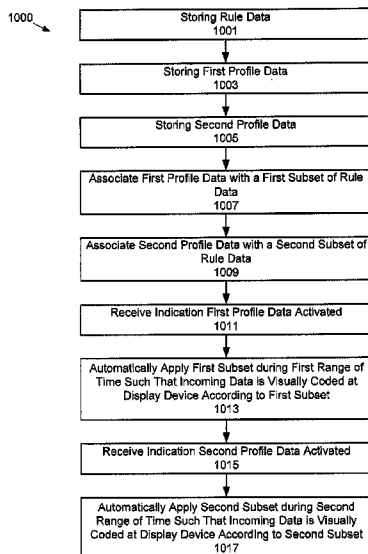 1000
Storing Rule Data
1001
Storing First Profile Data
1003
Storing Second Profile Data
1005
Associate First Profile Data with a First Subset of Rule
Data
1007
Associate Second Profile Data with a Second Subset of
Rule Data
1009
Receive Indication First Profile Data Activated
1011
Automatically Apply First Subset during First Range of
Time Such That Incoming Data is Visually Coded at
Display Device According to First Subset
1013
Receive Indication Second Profile Data Activated
1015
Automatically Apply Second Subset during Second
Range of Time Such That Incoming Data is Visually
Coded at Display Device According to Second Subset
1017